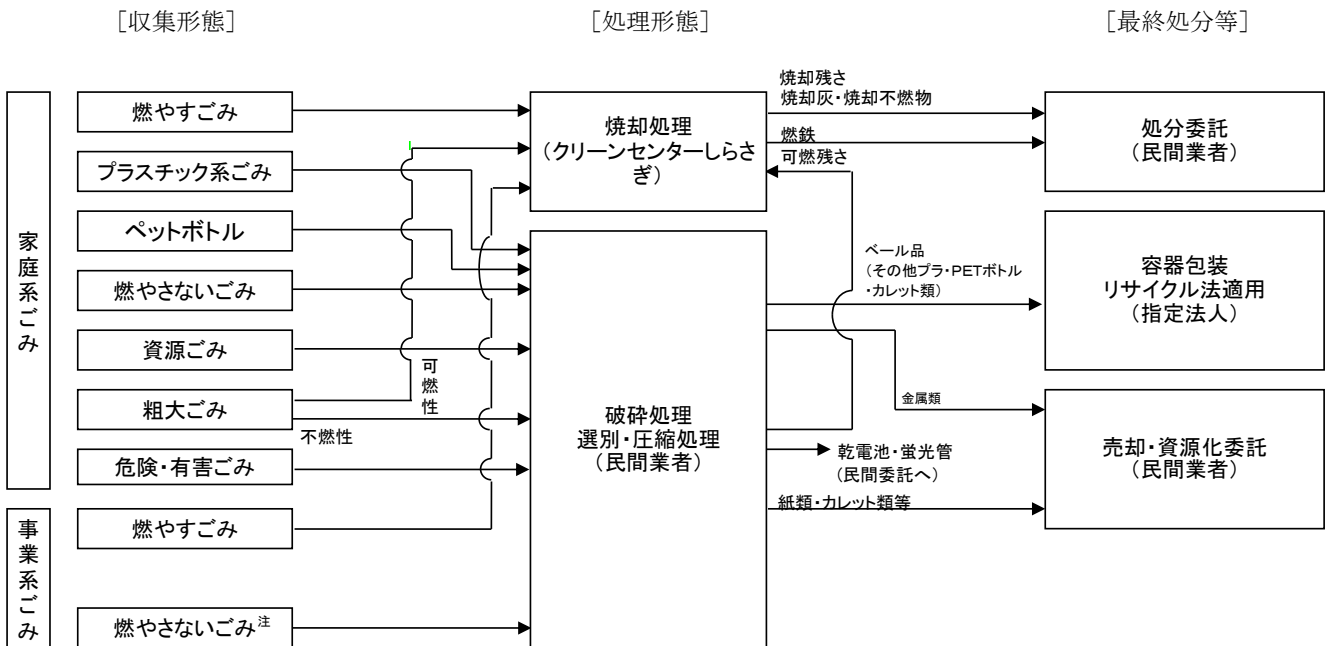 ［収集形態］
［処理形態］
［最終処分等］
家庭系ごみ
燃やすごみ
プラスチック系ごみ
ペットボトル
燃やさないごみ
資源ごみ
粗大ごみ
可燃性
不燃性
危険・有害ごみ
事業系ごみ
燃やすごみ
燃やさないごみ注
焼却処理
（クリーンセンターしらさ
ぎ）
破砕処理
選別・圧縮処理
（民間業者）
焼却残さ
焼却灰・焼却不燃物
燃鉄
可燃残さ
ベール品
（その他プラ・PETボトル
・カレット類）
金属類
乾電池・蛍光管
（民間委託へ）
紙類・カレット類等
処分委託
（民間業者）
容器包装
リサイクル法適用
（指定法人）
売却・資源化委託
（民間業者）